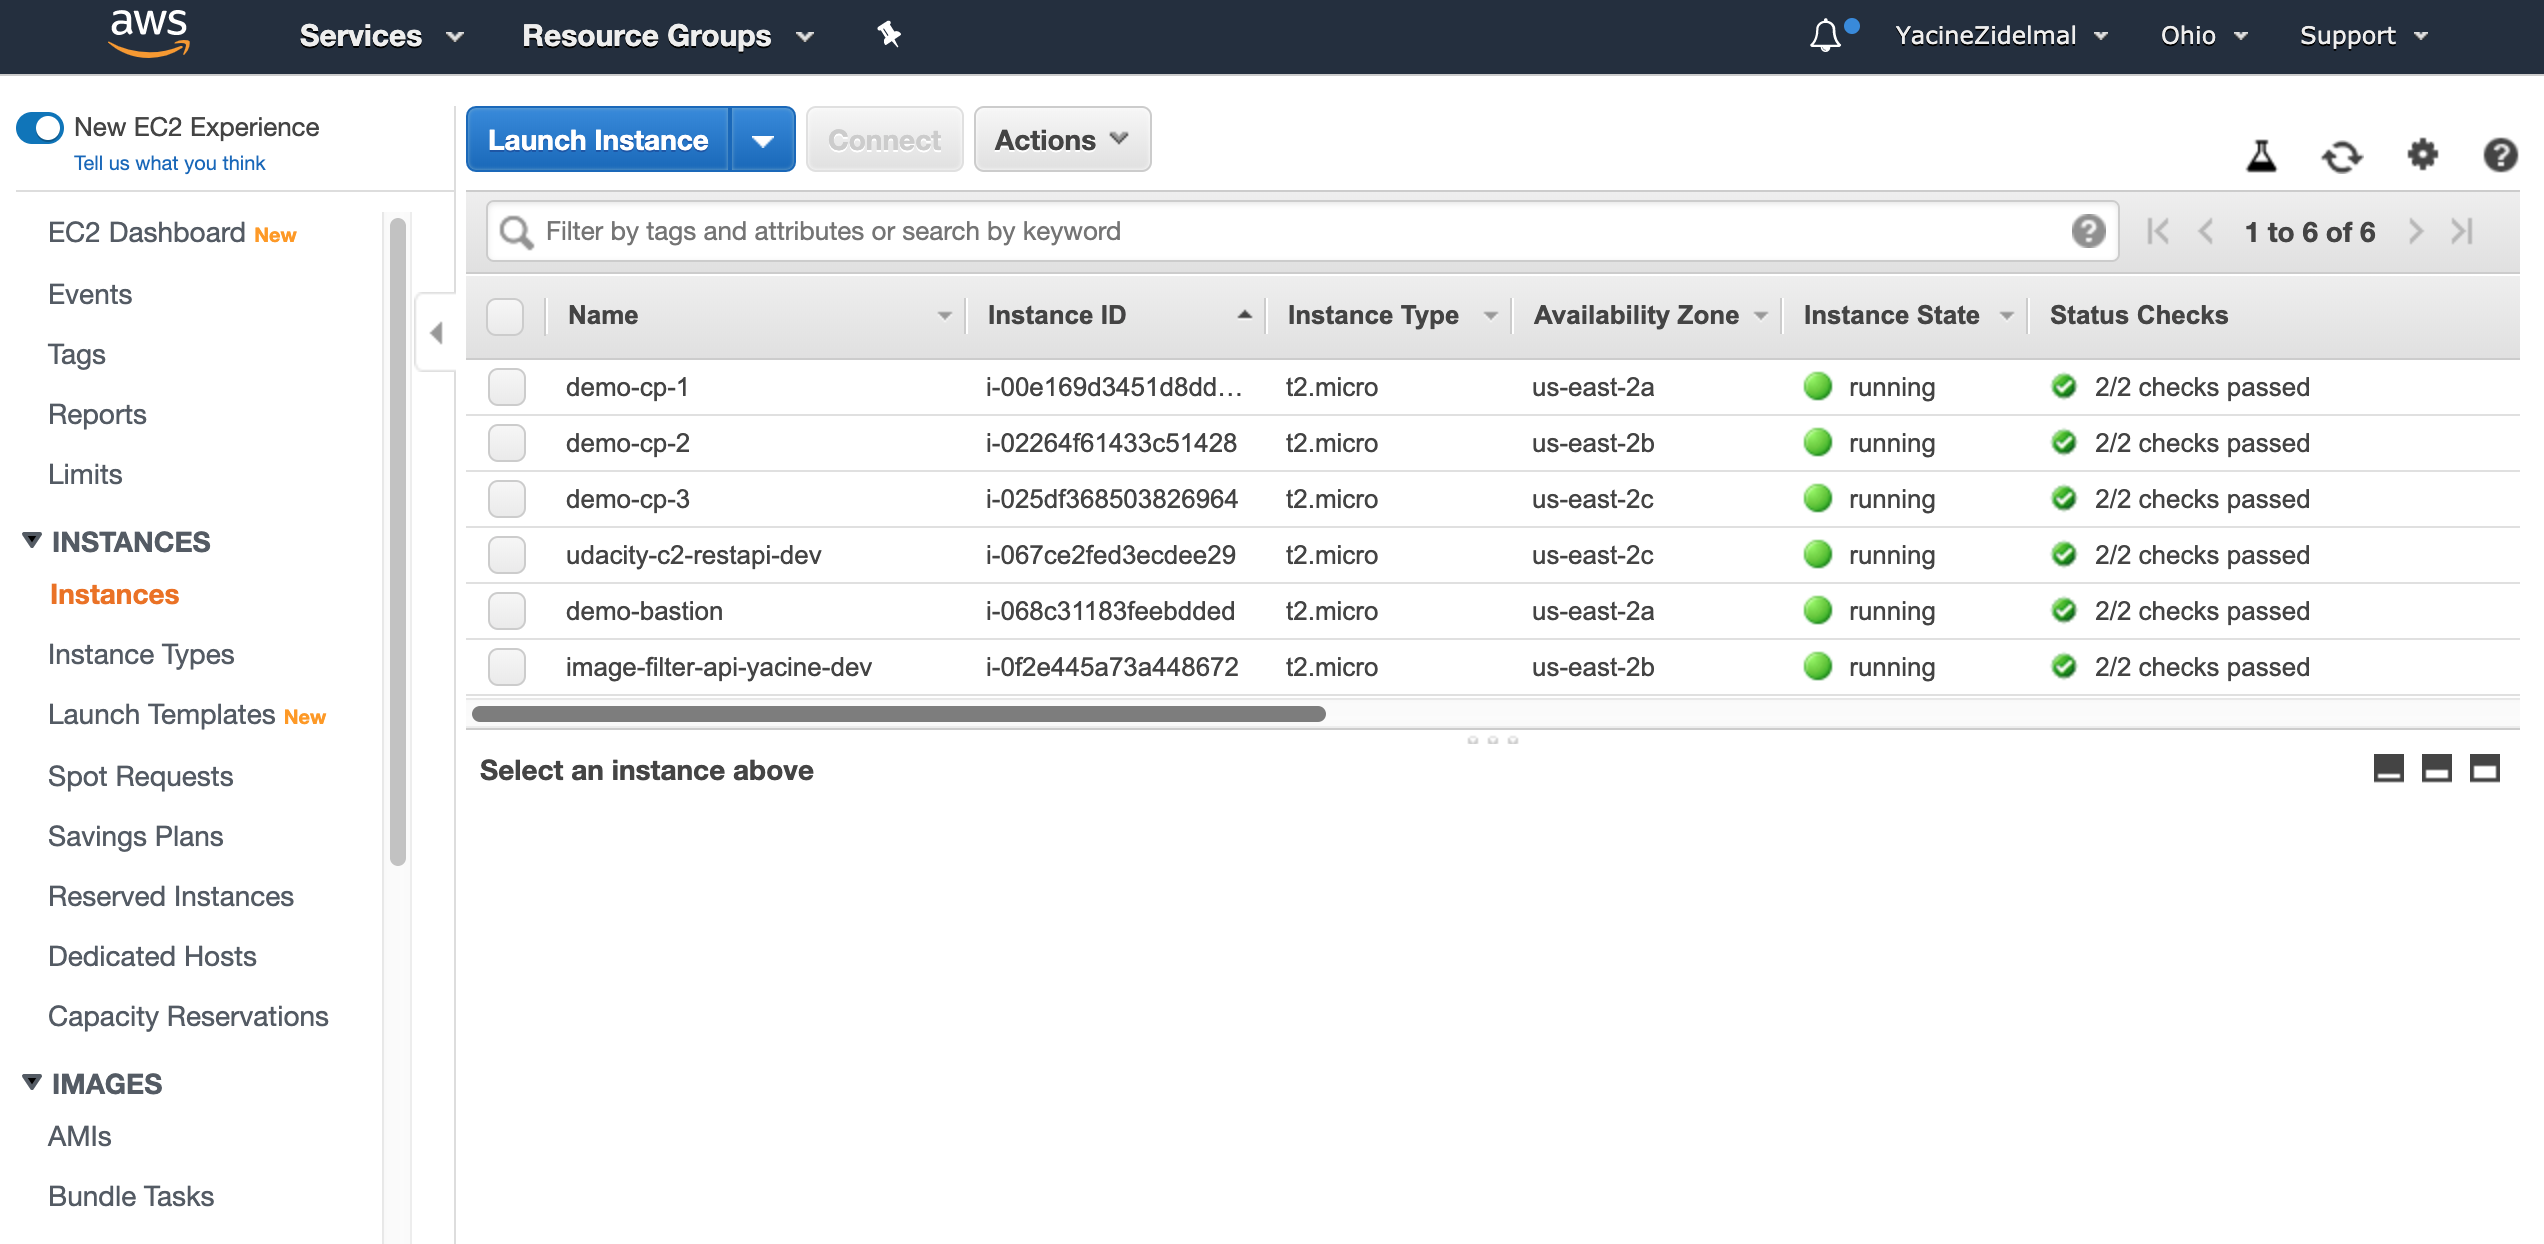 aws Services Resource Groups YacineZidelmal Ohio Support
New EC2 Experience
Tell us what you think
EC2 Dashboard New
Events
Tags
Reports
Limits
INSTANCES
Instances
Instance Types
Launch Templates New
Spot Requests
Savings Plans
Reserved Instances
Dedicated Hosts
Capacity Reservations
IMAGES
AMIs
Bundle Tasks
Launch Instance Connect Actions
Filter by tags and attributes or search by keyword 1 to 6 of 6
Name Instance ID Instance Type Availability Zone Instance State Status Checks
demo-cp-1 i-00e169d3451d8dd... t2.micro us-east-2a running 2/2 checks passed
demo-cp-2 i-02264f61433c51428 t2.micro us-east-2b running 2/2 checks passed
demo-cp-3 i-025df368503826964 t2.micro us-east-2c running 2/2 checks passed
udacity-c2-restapi-dev i-067ce2fed3ecdee29 t2.micro us-east-2c running 2/2 checks passed
demo-bastion i-068c31183feebdded t2.micro us-east-2a running 2/2 checks passed
image-filter-api-yacine-dev i-0f2e445a73a448672 t2.micro us-east-2b running 2/2 checks passed
Select an instance above